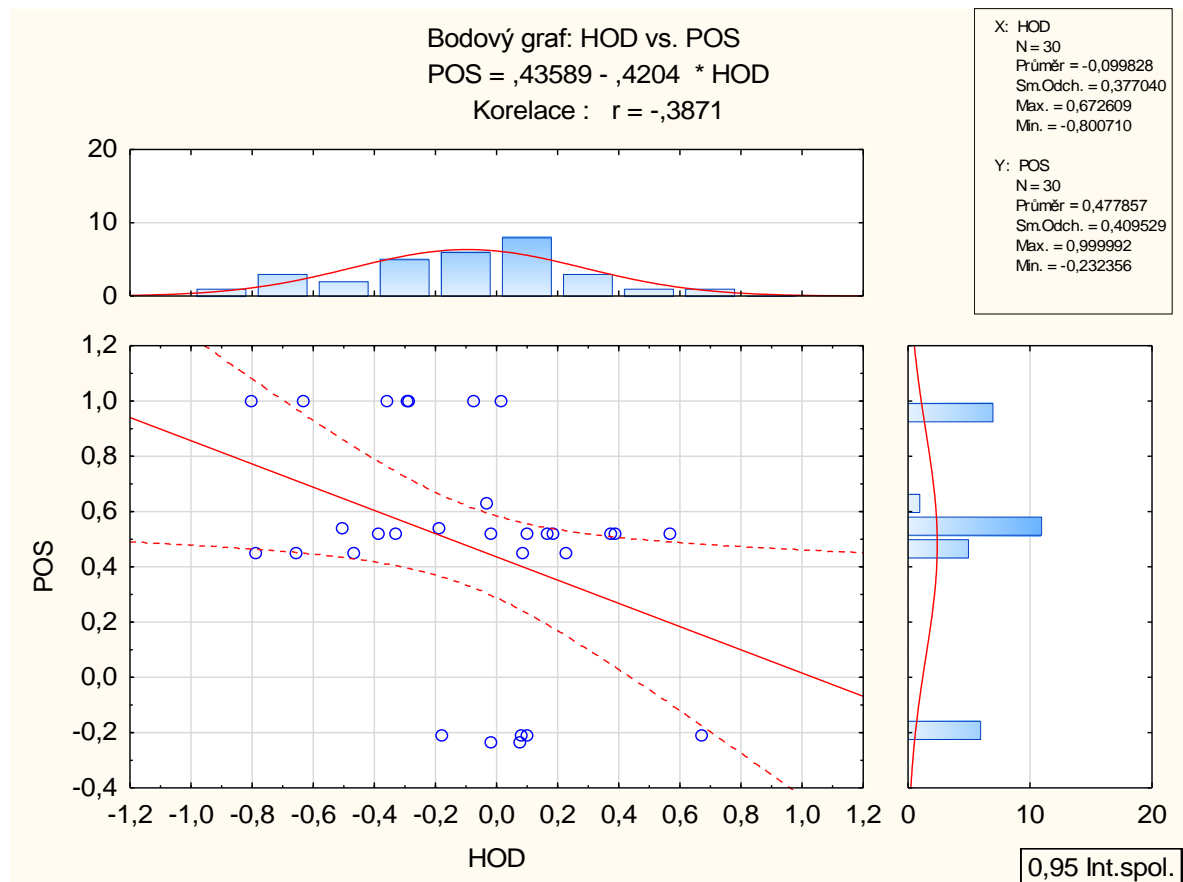 Bodový graf: HOD vs. POS
POS = ,43589 - ,4204 * HOD
Korelace : r = -,3871
X: HOD
N = 30
Průměr = -0,099828
Sm.Odch. = 0,377040
Max. = 0,672609
Min. = -0,800710
Y: POS
N = 30
Průměr = 0,477857
Sm.Odch. = 0,409529
Max. = 0,999992
Min. = -0,232356
20
10
0
1,2
1,0
0,8
0,6
0,4
0,2
0,0
-0,2
-0,4
POS
-1,2 -1,0 -0,8 -0,6 -0,4 -0,2 0,0 0,2 0,4 0,6 0,8 1,0 1,2
HOD
0 10 20
0,95 Int.spol.